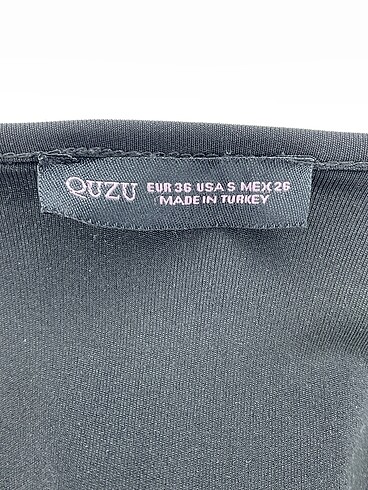 QUZU EUR 36 USA S MEX 26
MADE IN TURKEY